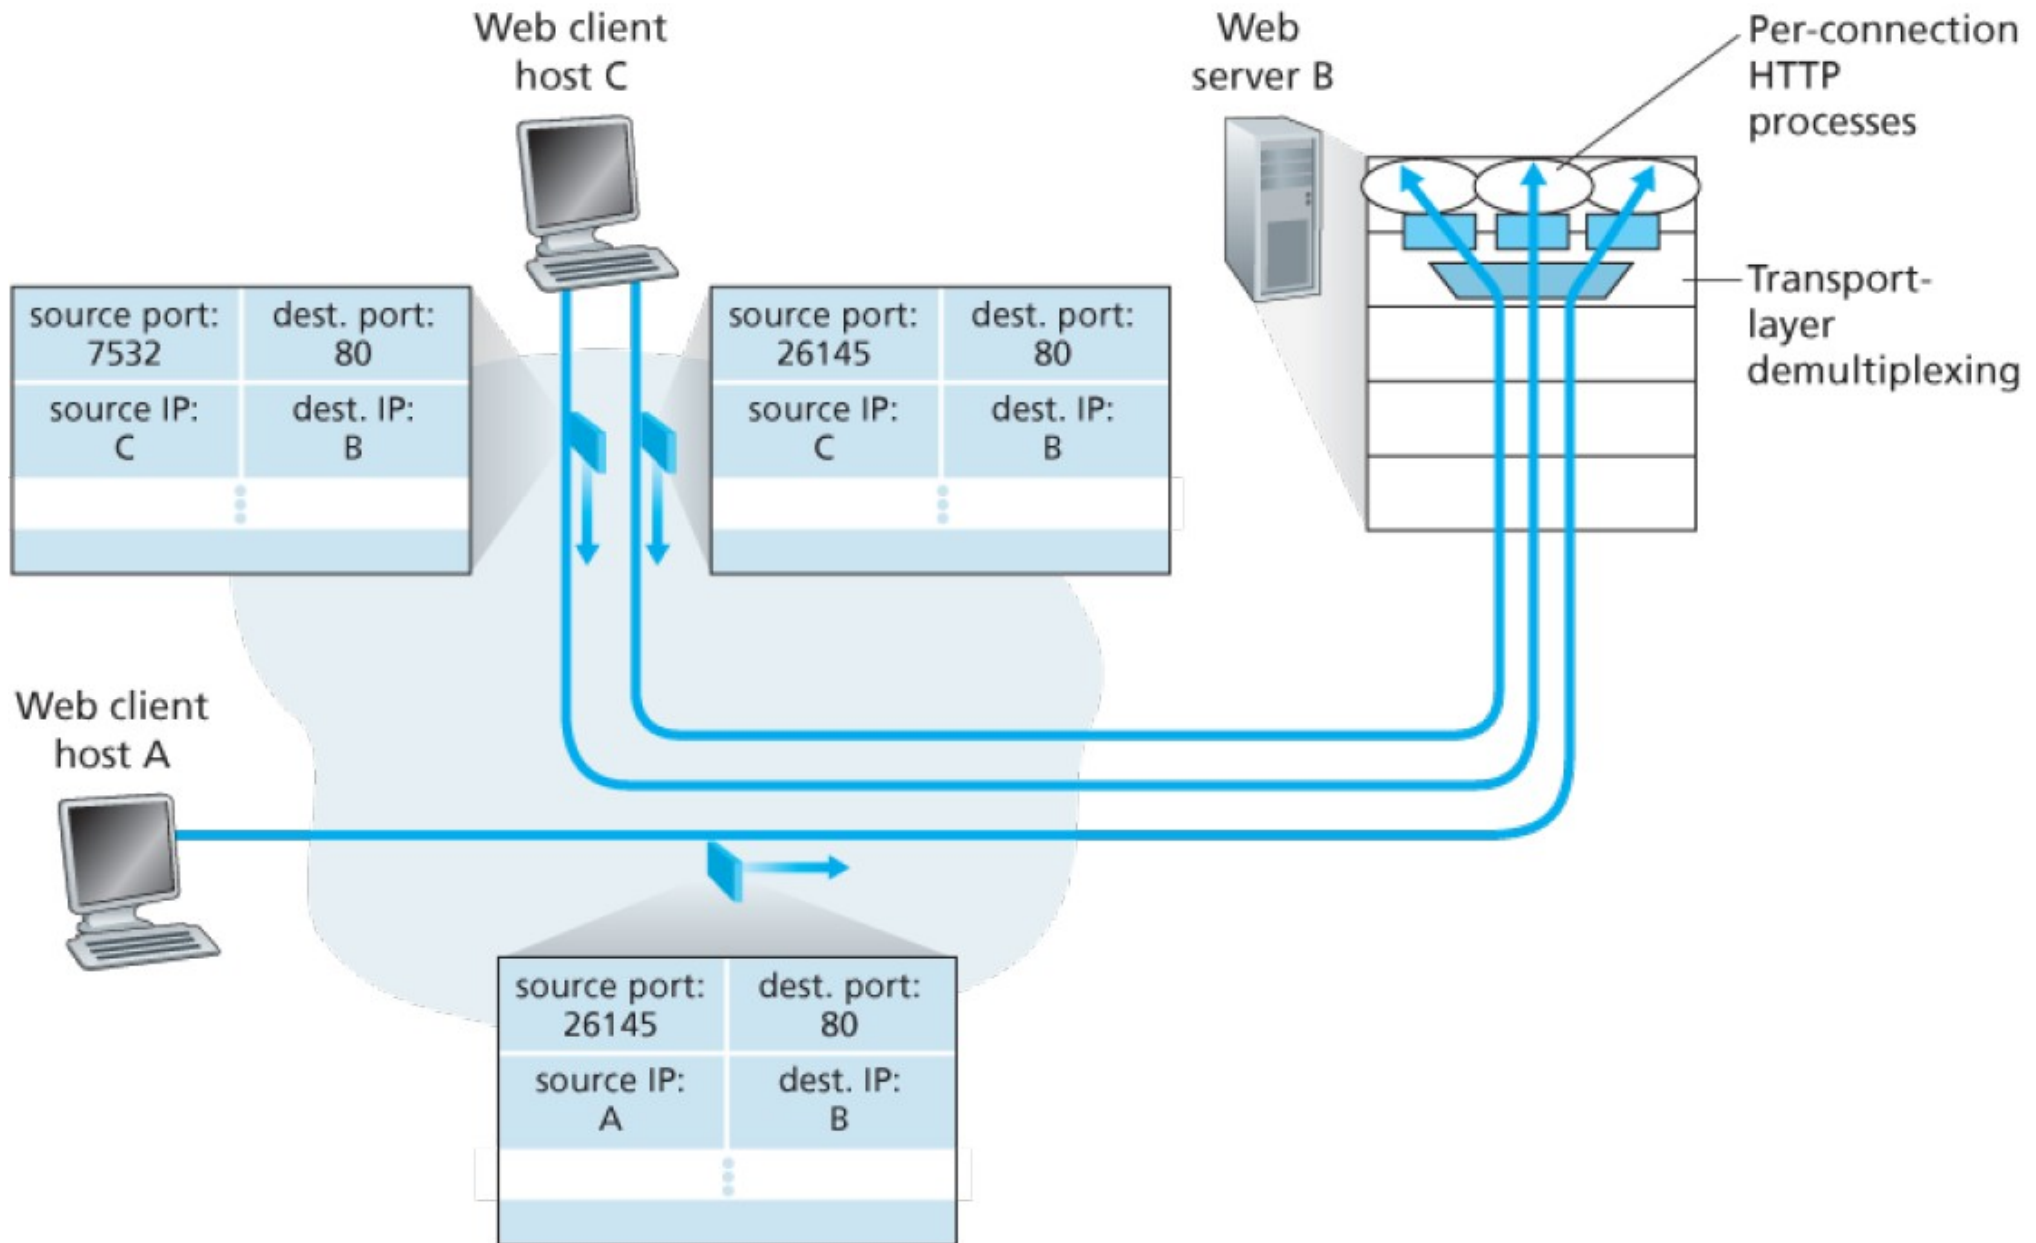 Web client
host C
Web
server B
Per-connection
HTTP
processes
Transport-
layer
demultiplexing
source port:
7532
dest. port:
80
source IP:
C
dest. IP:
B
source port:
26145
dest. port:
80
source IP:
C
dest. IP:
B
Web client
host A
source port:
26145
dest. port:
80
source IP:
A
dest. IP:
B